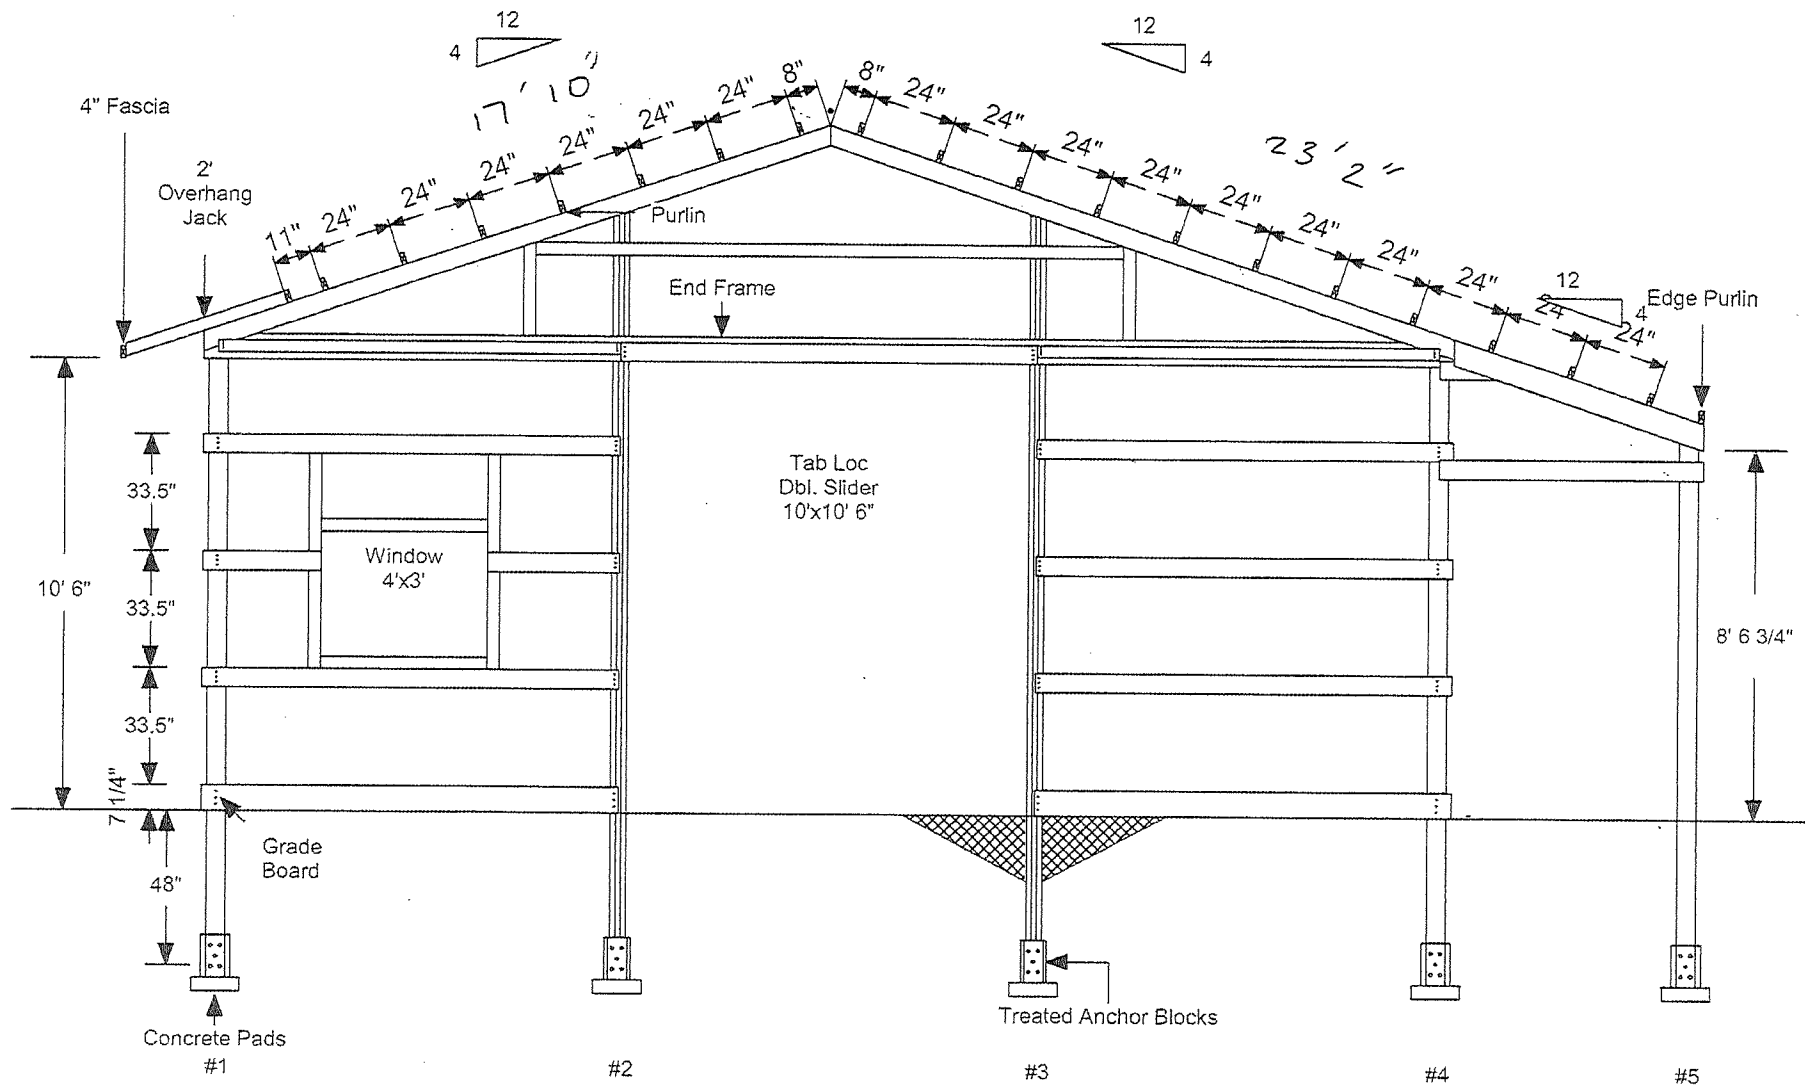 12
4
12
4
17' 10"
23' 2"
4" Fascia
2'
Overhang
Jack
11"
24"
24"
24"
24"
24"
24"
8"
8"
24"
24"
24"
24"
24"
24"
24"
24"
24
24"
12
4
Purlin
Edge Purlin
End Frame
Tab Loc
Dbl. Slider
10'x10' 6"
Window
4'x3'
33.5"
33.5"
33.5"
10' 6"
7 1/4"
48"
8' 6 3/4"
Grade
Board
Concrete Pads
Treated Anchor Blocks
#1
#2
#3
#4
#5